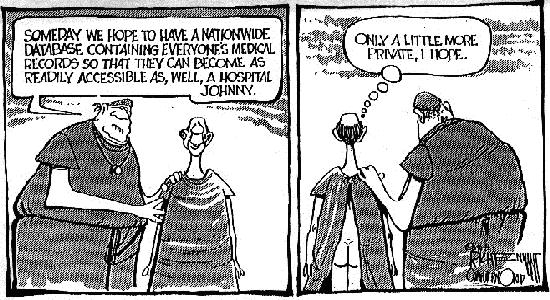 SOMEDAY WE HOPE TO HAVE A NATIONWIDE
DATABASE CONTAINING EVERYONE'S MEDICAL
RECORDS SO THAT THEY CAN BECOME AS
READILY ACCESSIBLE AS, WELL, A HOSPITAL
JOHNNY.
ONLY A LITTLE MORE
PRIVATE, I HOPE.